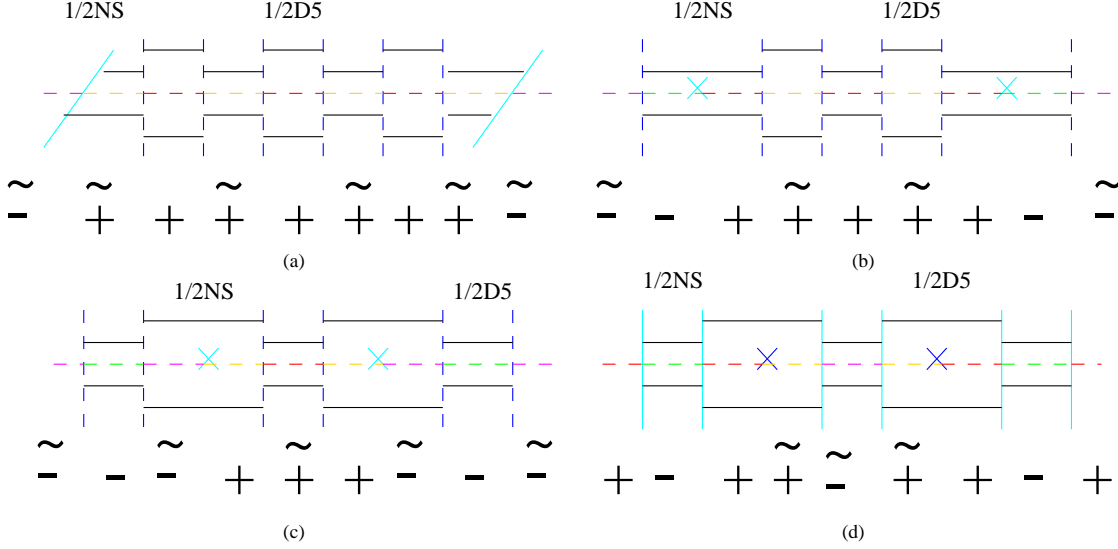 1/2NS 1/2D5
~ ~ ~ ~ ~ ~
- + + + + + + + -
(a)
1/2NS 1/2D5
~ ~ ~ ~
- - + + + + + - -
(b)
1/2NS 1/2D5
~ ~ ~ ~ ~
- - - + + + - - -
(c)
1/2NS 1/2D5
~ ~ ~
+ - + + - + + - +
(d)